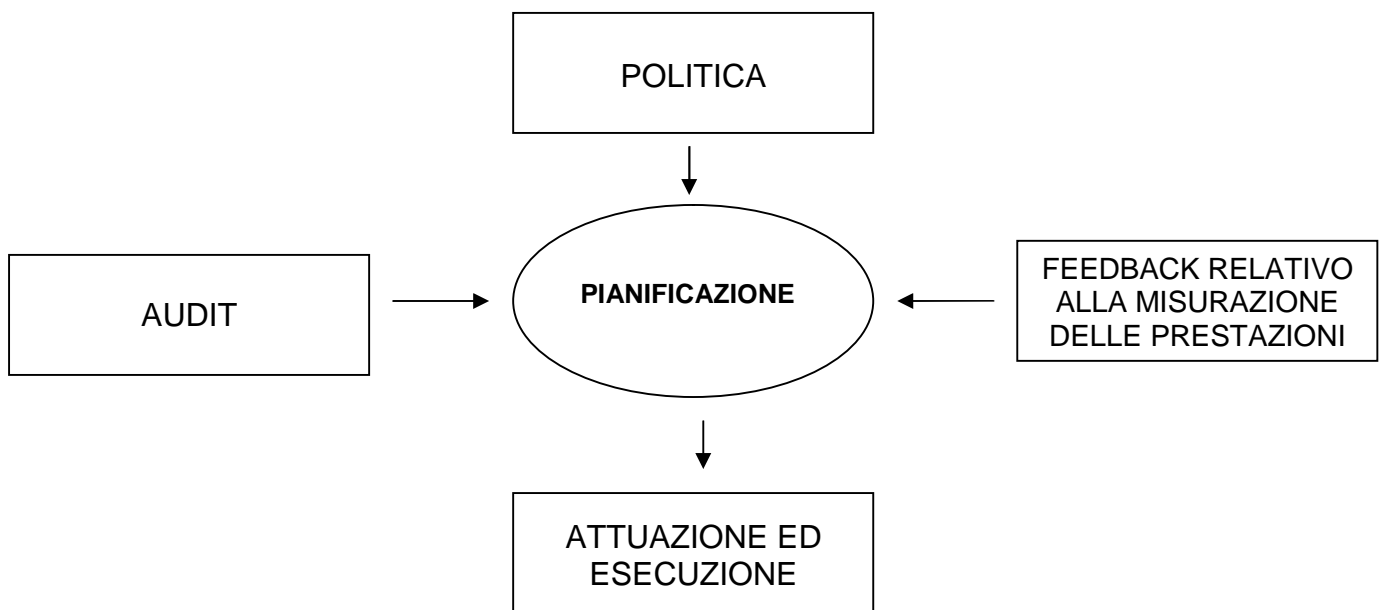 POLITICA
PIANIFICAZIONE
AUDIT
FEEDBACK RELATIVO
ALLA MISURAZIONE
DELLE PRESTAZIONI
ATTUAZIONE ED
ESECUZIONE